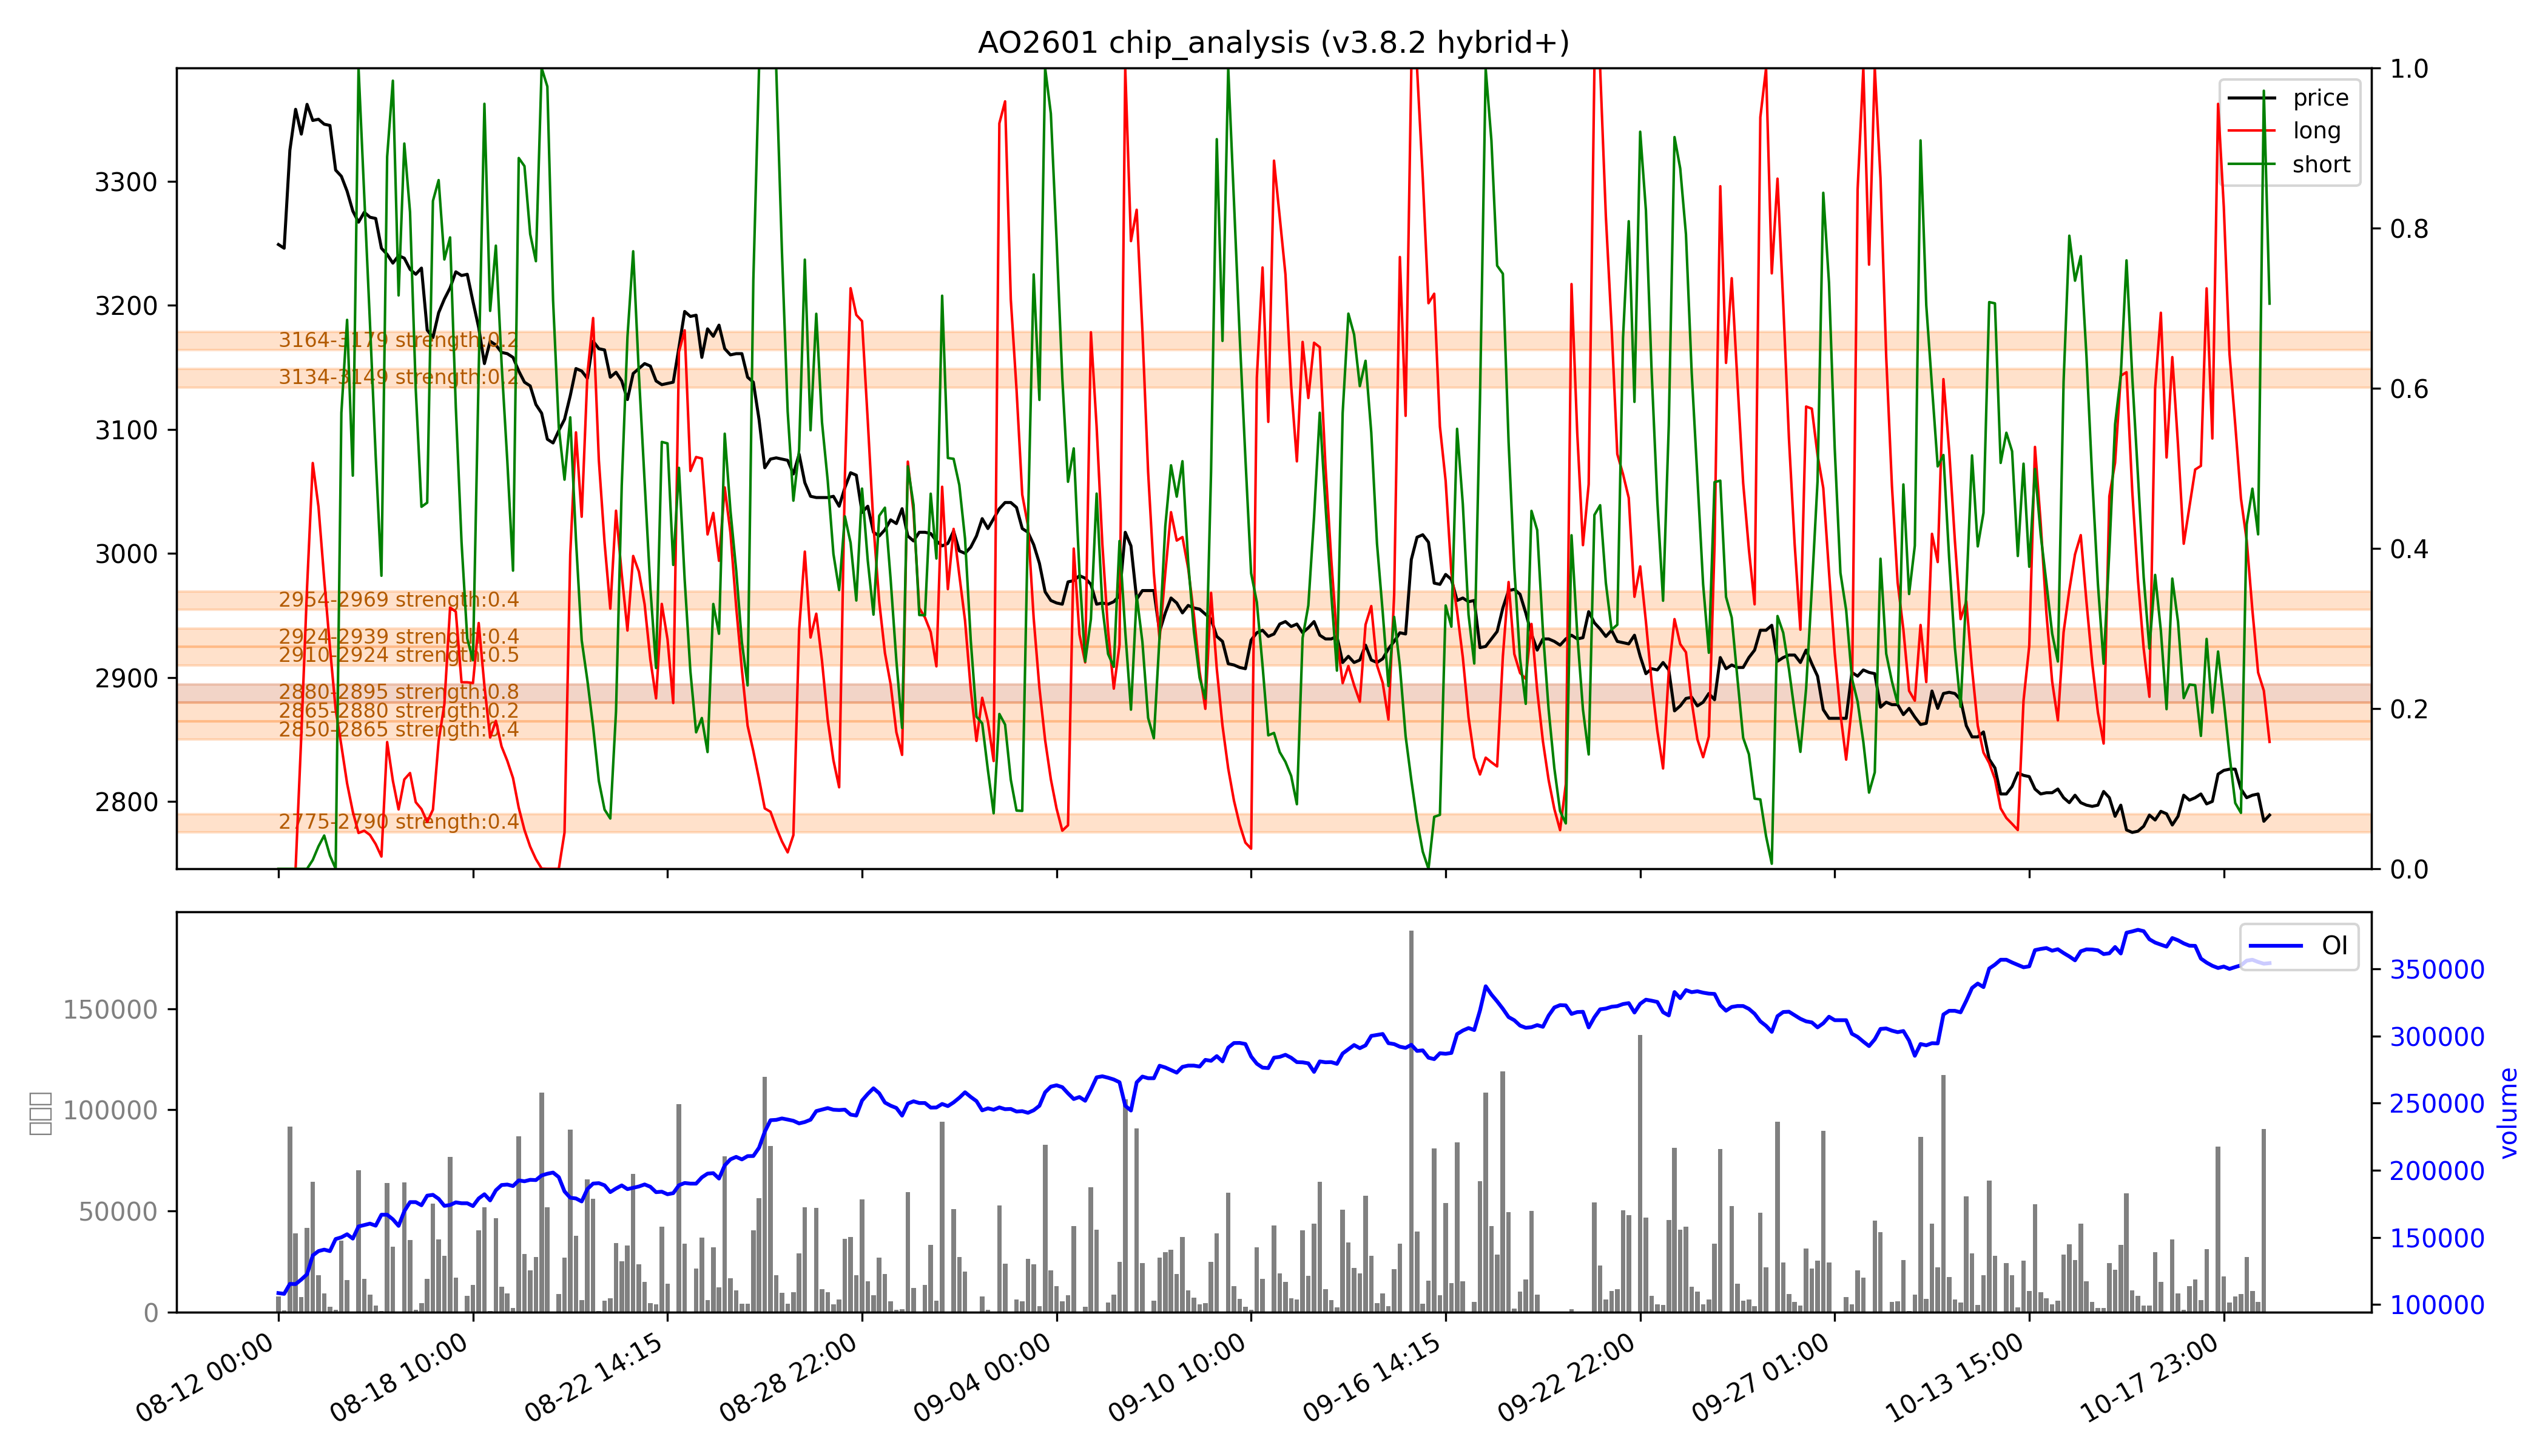 AO2601 chip_analysis (v3.8.2 hybrid+)
price
long
short
3300
3200
3100
3000
2900
2800
1.0
0.8
0.6
0.4
0.2
0.0
3164-3179 strength:0.2
3134-3149 strength:0.2
2954-2969 strength:0.4
2924-2939 strength:0.4
2910-2924 strength:0.5
2880-2895 strength:0.8
2865-2880 strength:0.2
2850-2865 strength:0.4
2775-2790 strength:0.4
OI
150000
100000
50000
0
350000
300000
250000
200000
150000
100000
volume
08-12 00:00
08-18 10:00
08-22 14:15
08-28 22:00
09-04 00:00
09-10 10:00
09-16 14:15
09-22 22:00
09-27 01:00
10-13 15:00
10-17 23:00